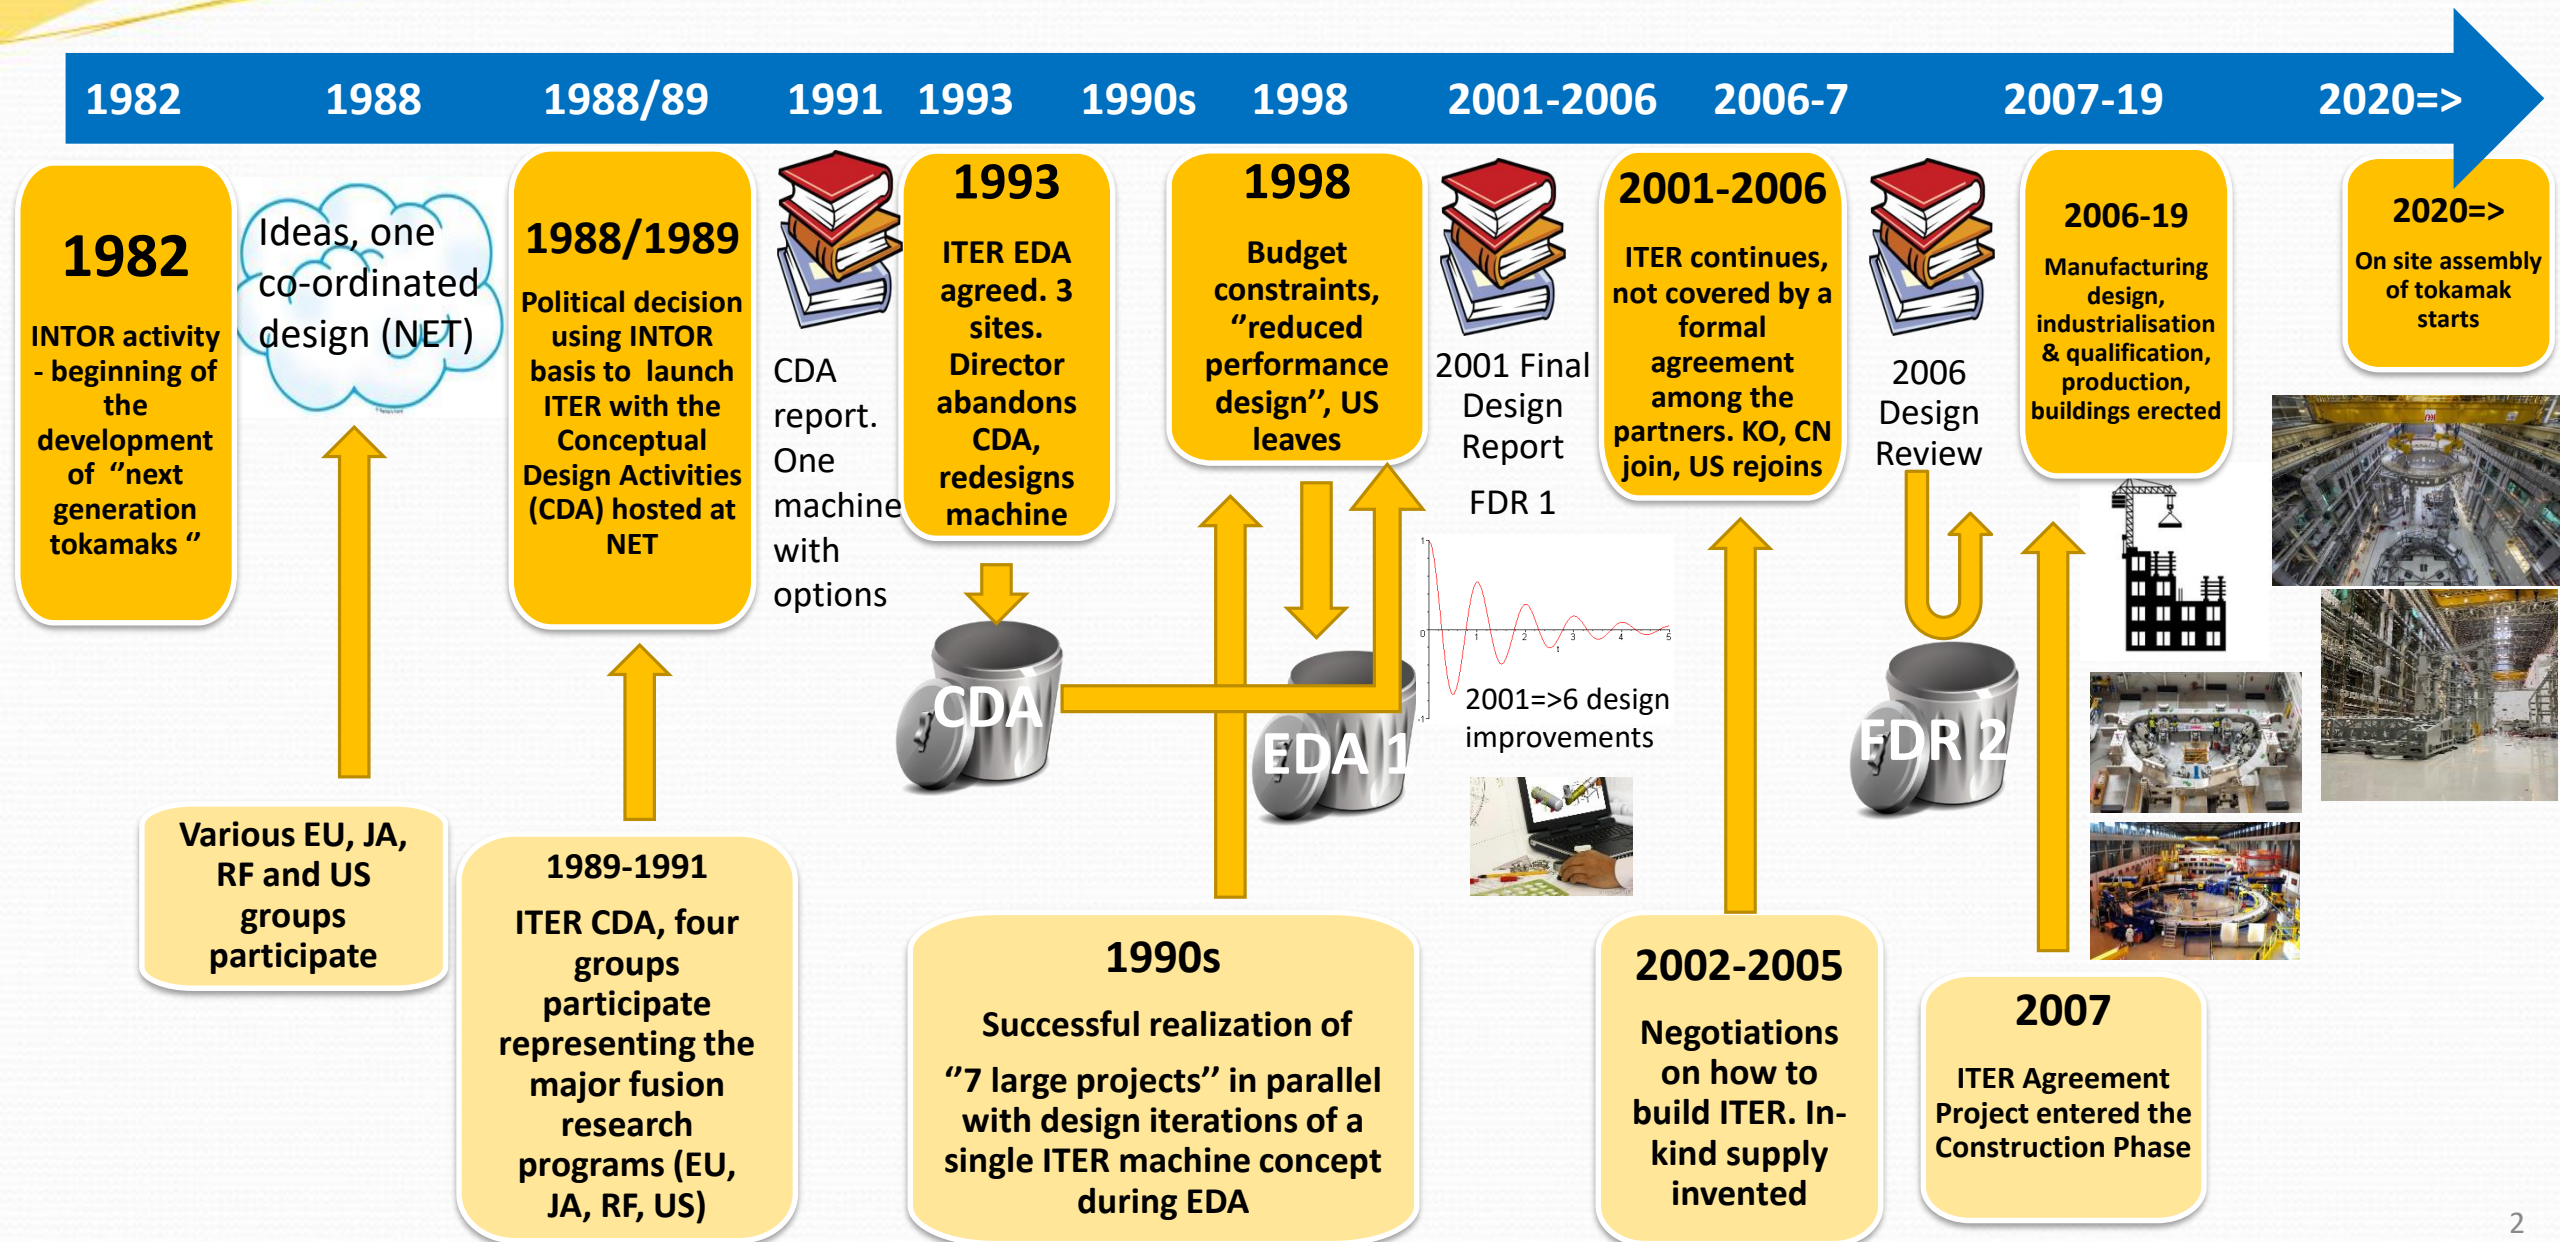 1982
1988
1988/89
1991
1993
1990s
1998
2001-2006
2006-7
2007-19
2020=>
1982
INTOR activity
- beginning of
the
development
of ‘’next
generation
tokamaks ‘’
Ideas, one
co-ordinated
design (NET)
Various EU, JA,
RF and US
groups
participate
1988/1989
Political decision
using INTOR
basis to launch
ITER with the
Conceptual
Design Activities
(CDA) hosted at
NET
1989-1991
ITER CDA, four
groups
participate
representing the
major fusion
research
programs (EU,
JA, RF, US)
CDA
report.
One
machine
with
options
1993
ITER EDA
agreed. 3
sites.
Director
abandons
CDA,
redesigns
machine
CDA
1990s
Successful realization of
‘’7 large projects’’ in parallel
with design iterations of a
single ITER machine concept
during EDA
1998
Budget
constraints,
‘’reduced
performance
design’’, US
leaves
EDA 1
2001 Final
Design
Report
FDR 1
1
0
-1
1
2
3
4
5
t
2001=>6 design
improvements
2001-2006
ITER continues,
not covered by a
formal
agreement
among the
partners. KO, CN
join, US rejoins
2002-2005
Negotiations
on how to
build ITER. In-
kind supply
invented
2006
Design
Review
FDR 2
2006-19
Manufacturing
design,
industrialisation
& qualification,
production,
buildings erected
2007
ITER Agreement
Project entered the
Construction Phase
2020=>
On site assembly
of tokamak
starts
2